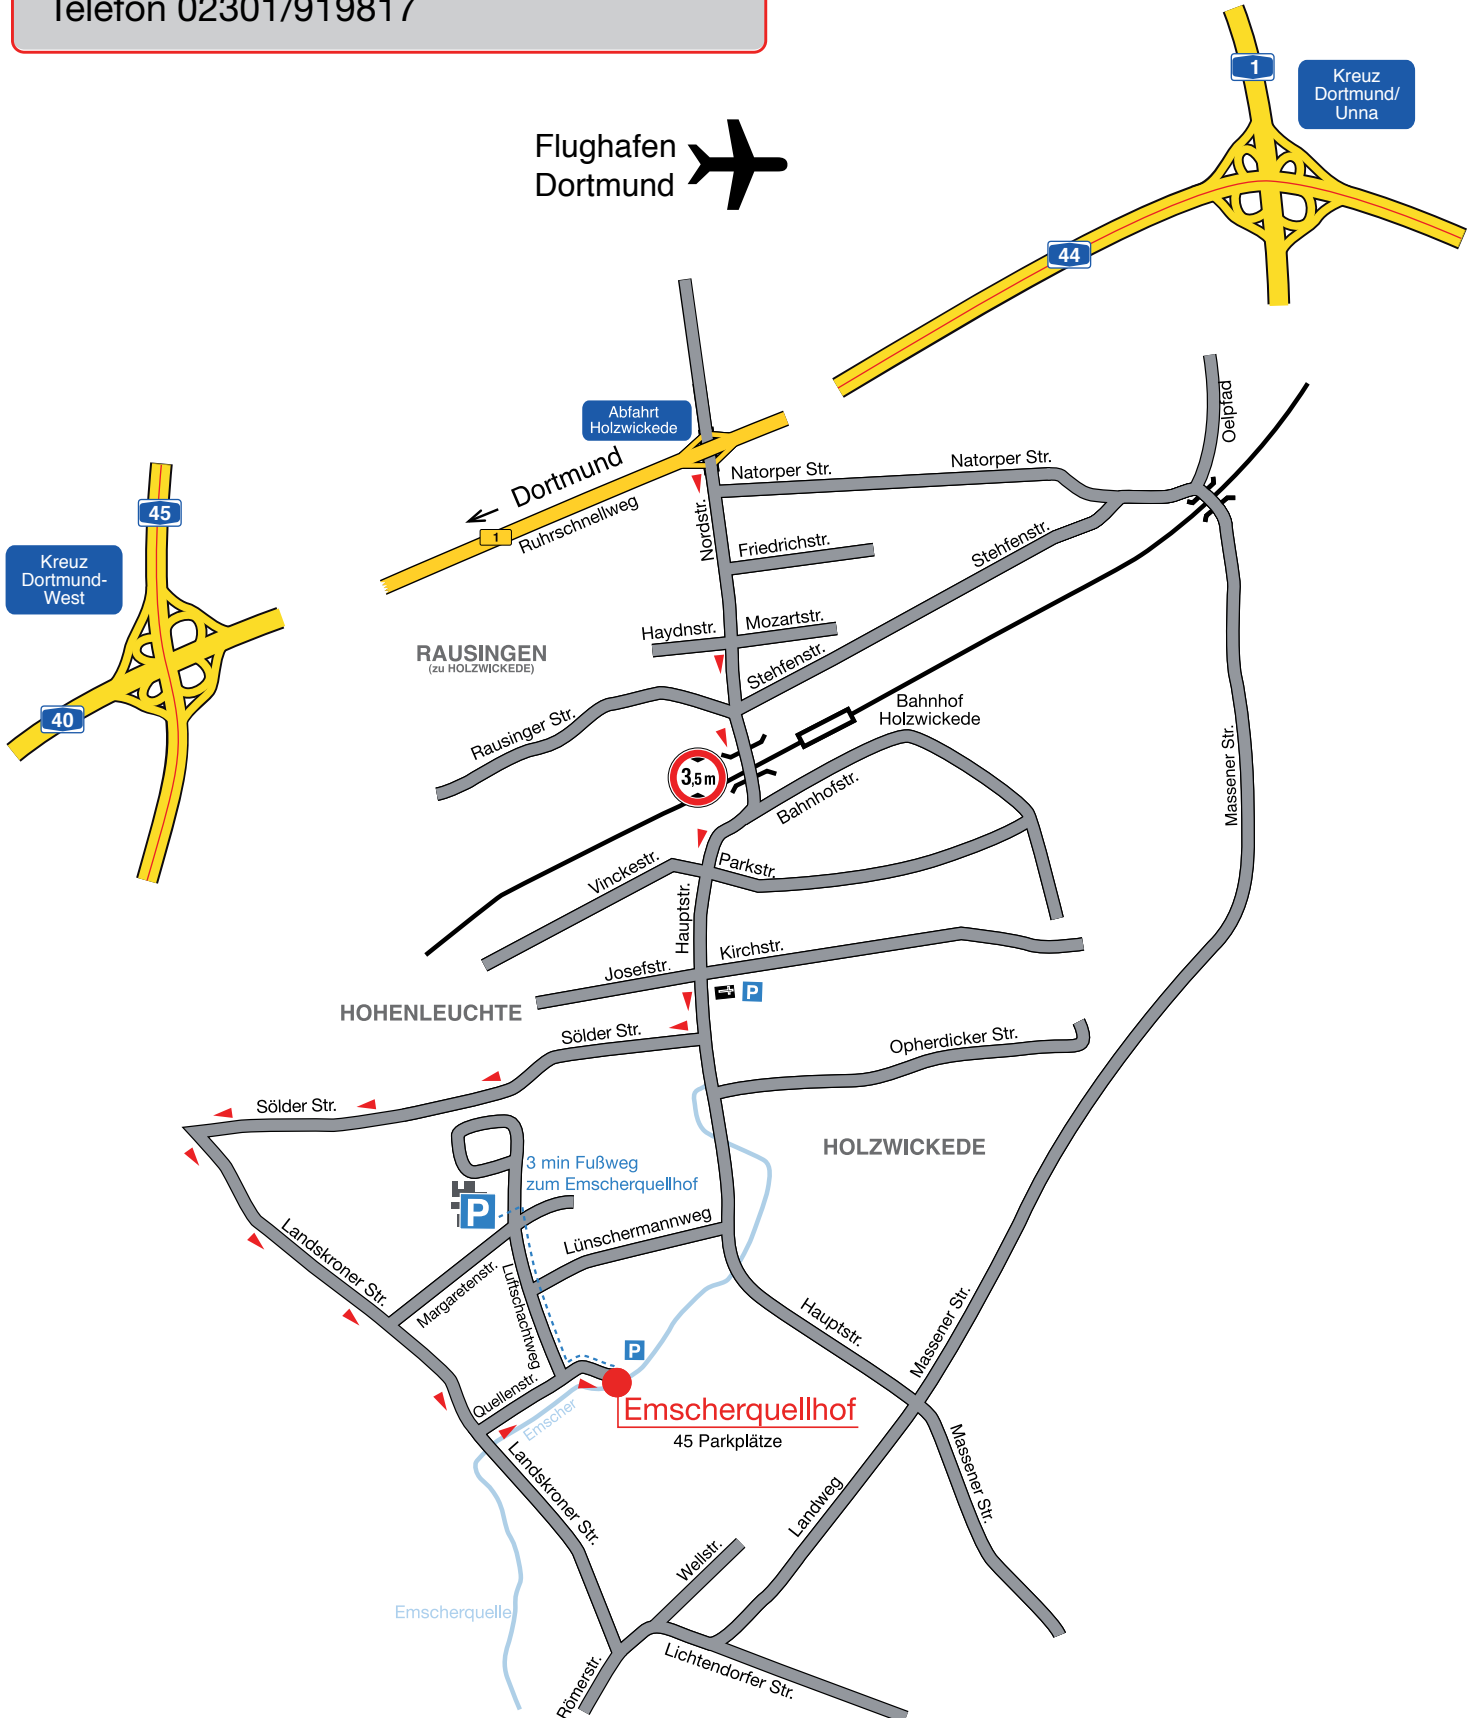 Telefon 02301/919817
1
Kreuz
Dortmund/
Unna
Flughafen
Dortmund
44
Abfahrt
Holzwickede
Oelpfad
Dortmund
1
Ruhrschnellweg
Nordstr.
Natorper Str.
Natorper Str.
45
Kreuz
Dortmund-
West
40
Friedrichstr.
Stehfenstr.
Haydnstr.
Mozartstr.
RAUSINGEN
(zu HOLZWICKEDE)
Stehfenstr.
Rausinger Str.
Bahnhof
Holzwickede
3,5 m
Bahnhofstr.
Massener Str.
Vinckestr.
Parkstr.
Hauptstr.
Josefstr.
Kirchstr.
P
HOHENLEUCHTE
Sölder Str.
Opherdicker Str.
Sölder Str.
HOLZWICKEDE
3 min Fußweg
zum Emscherquellhof
P
Landskroner Str.
Lünschermannweg
Margaretenstr.
Luftschachtweg
Hauptstr.
Massener Str.
P
Quellenstr.
Emscher
Emscherquellhof
45 Parkplätze
Landskroner Str.
Landweg
Massener Str.
Wellstr.
Emscherquelle
Römerstr.
Lichtendorfer Str.